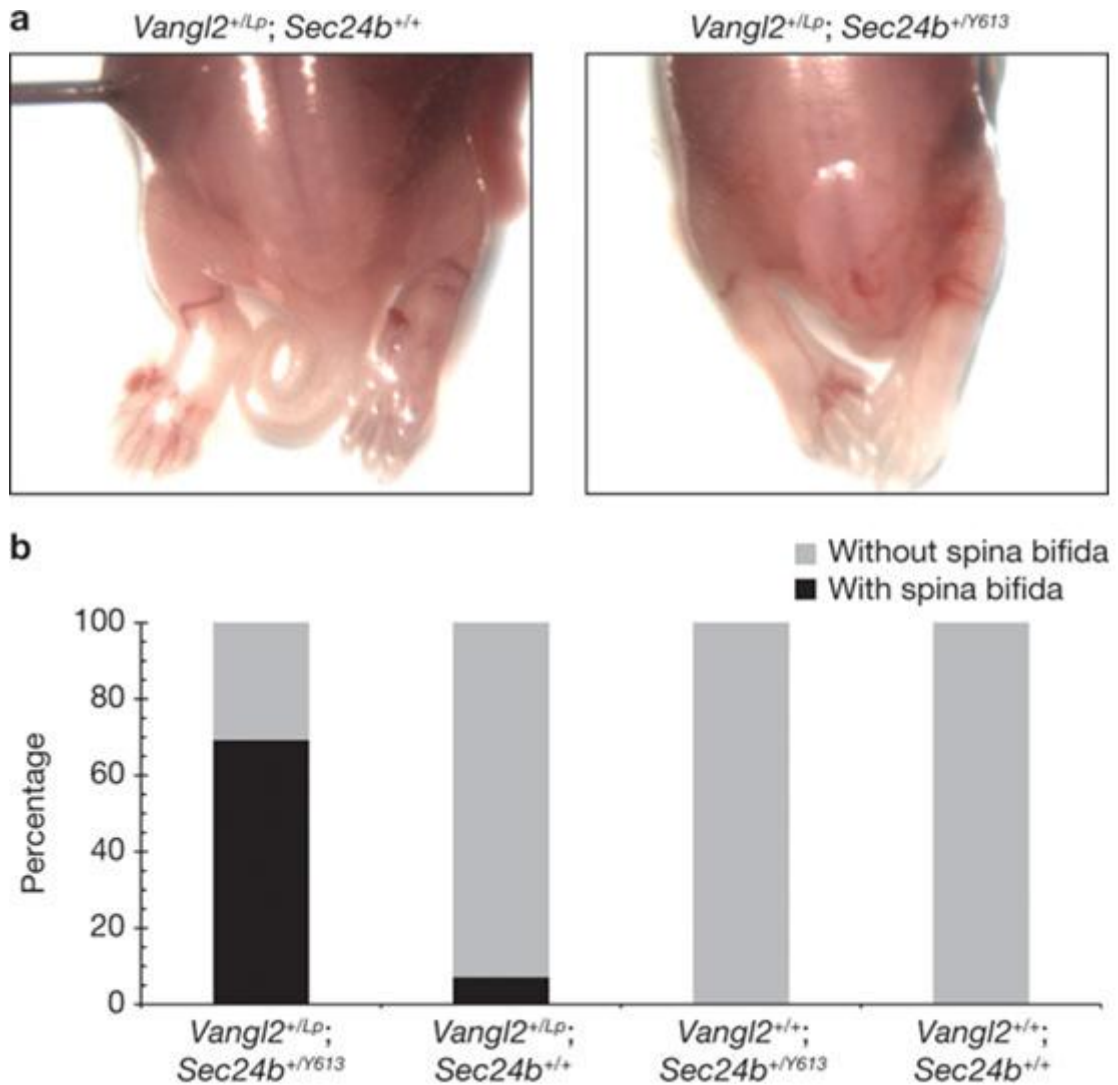 a
Vangl2+/Lp; Sec24b+/+
Vangl2+/Lp; Sec24b+/Y613
b
Without spina bifida
With spina bifida
100
80
60
40
20
0
Percentage
Vangl2+/Lp;
Sec24b+/Y613
Vangl2+/Lp;
Sec24b+/+
Vangl2+/+;
Sec24b+/Y613
Vangl2+/+;
Sec24b+/+